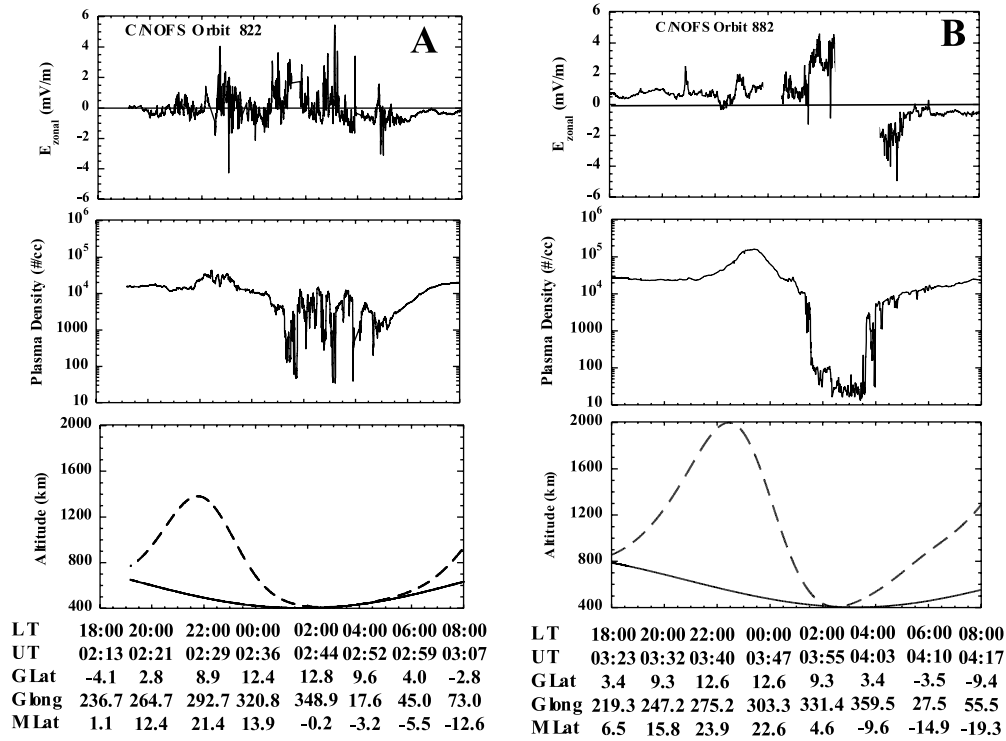 C/NOFS Orbit 822
A
6
4
2
0
-2
-4
-6
E zonal (mV/m)
10^6
10^5
10^4
1000
100
10
Plasma Density (#/cc)
2000
1600
1200
800
400
Altitude (km)
LT 18:00 20:00 22:00 00:00 02:00 04:00 06:00 08:00
UT 02:13 02:21 02:29 02:36 02:44 02:52 02:59 03:07
GLat -4.1 2.8 8.9 12.4 12.8 9.6 4.0 -2.8
Glong 236.7 264.7 292.7 320.8 348.9 17.6 45.0 73.0
MLat 1.1 12.4 21.4 13.9 -0.2 -3.2 -5.5 -12.6
C/NOFS Orbit 882
B
6
4
2
0
-2
-4
6
E zonal (mV/m)
10^6
10^5
10^4
1000
100
10
Plasma Density (#/cc)
2000
1600
1200
800
400
Altitude (km)
LT 18:00 20:00 22:00 00:00 02:00 04:00 06:00 08:00
UT 03:23 03:32 03:40 03:47 03:55 04:03 04:10 04:17
GLat 3.4 9.3 12.6 12.6 9.3 3.4 -3.5 -9.4
Glong 219.3 247.2 275.2 303.3 331.4 359.5 27.5 55.5
MLat 6.5 15.8 23.9 22.6 4.6 -9.6 -14.9 -19.3